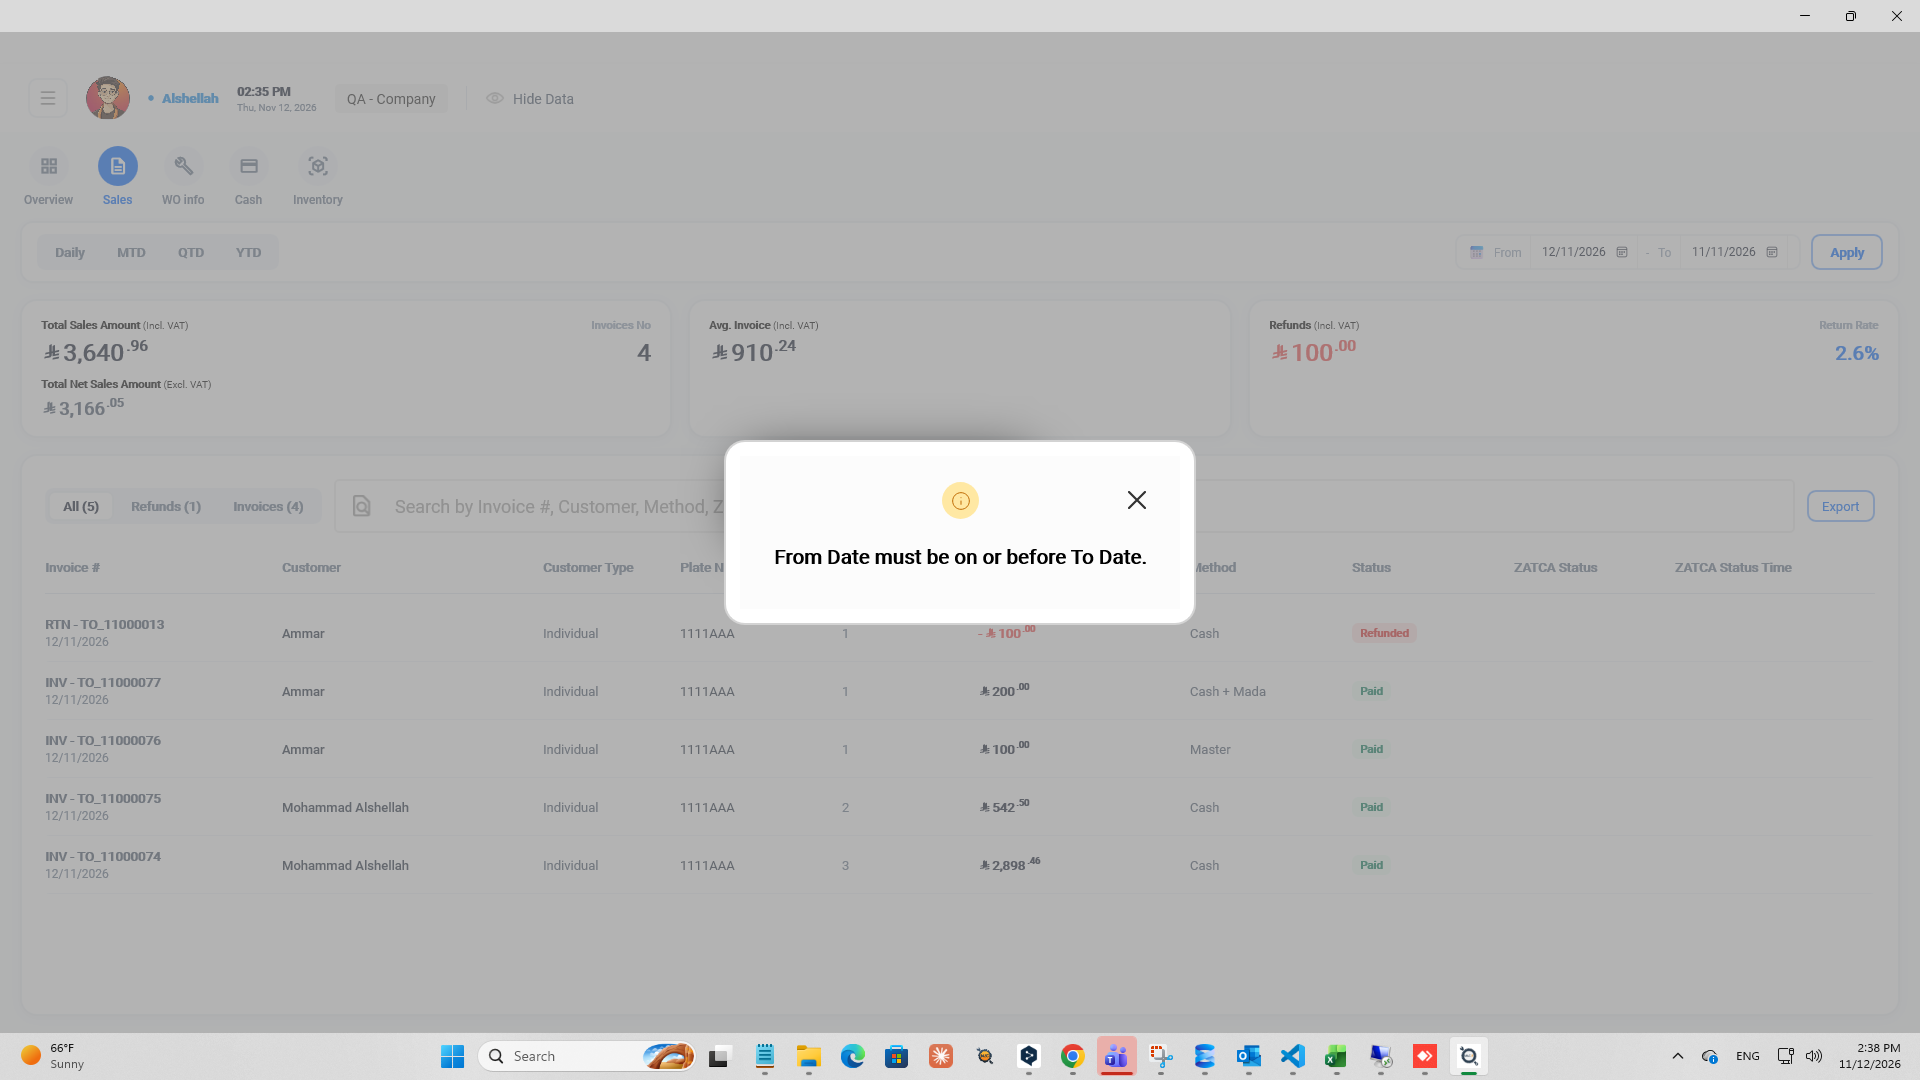 Alshellah
02:35 PM
Thu, Nov 12, 2026
QA - Company
Hide Data
Overview
Sales
WO info
Cash
Inventory
Daily
MTD
QTD
YTD
From
12/11/2026
- To
11/11/2026
Apply
Total Sales Amount (Incl. VAT)
Invoices No
3,640.96
4
Total Net Sales Amount (Excl. VAT)
3,166.05
Avg. Invoice (Incl. VAT)
910.24
Refunds (Incl. VAT)
Return Rate
100.00
2.6%
All (5)
Refunds (1)
Invoices (4)
Search by Invoice #, Customer, Method, Z
Export
From Date must be on or before To Date.
Invoice #
Customer
Customer Type
Plate N
Method
Status
ZATCA Status
ZATCA Status Time
RTN - TO_11000013
12/11/2026
Ammar
Individual
1111AAA
1
- 100.00
Cash
Refunded
INV - TO_11000077
12/11/2026
Ammar
Individual
1111AAA
1
200.00
Cash + Mada
Paid
INV - TO_11000076
12/11/2026
Ammar
Individual
1111AAA
1
100.00
Master
Paid
INV - TO_11000075
12/11/2026
Mohammad Alshellah
Individual
1111AAA
2
542.50
Cash
Paid
INV - TO_11000074
12/11/2026
Mohammad Alshellah
Individual
1111AAA
3
2,898.46
Cash
Paid
66°F
Sunny
Search
ENG
2:38 PM
11/12/2026